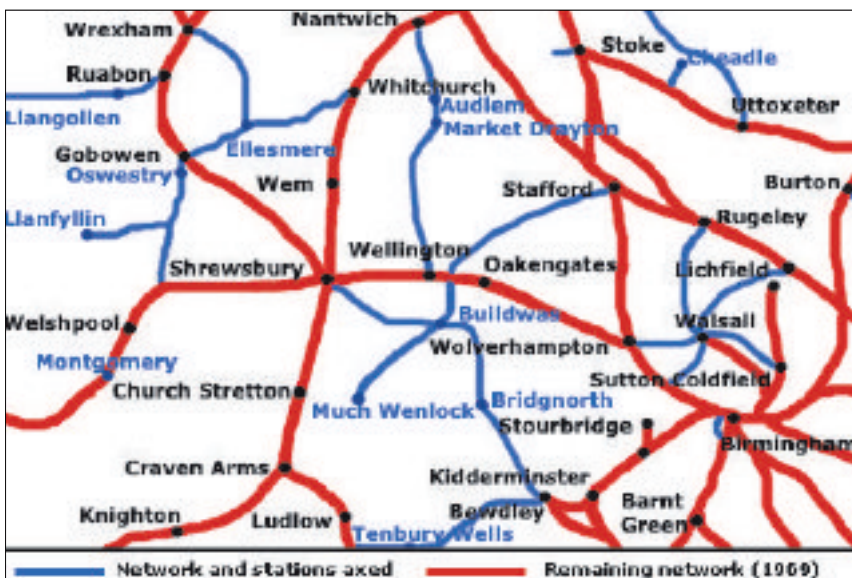 Nantwich
Wrexham
Stoke
Cheadle
Ruabon
Whitchurch
Audlem
Uttoxeter
Llangollen
Market Drayton
Ellesmere
Gobowen
Oswestry
Wem
Stafford
Burton
Llanfyllin
Rugeley
Wellington
Shrewsbury
Oakengates
Lichfield
Welshpool
Buildwas
Walsall
Wolverhampton
Montgomery
Sutton Coldfield
Church Stretton
Much Wenlock
Bridgnorth
Stourbridge
Birmingham
Craven Arms
Kidderminster
Bewdley
Barnt
Green
Knighton
Ludlow
Tenbury Wells
Network and stations axed
Remaining network (1969)